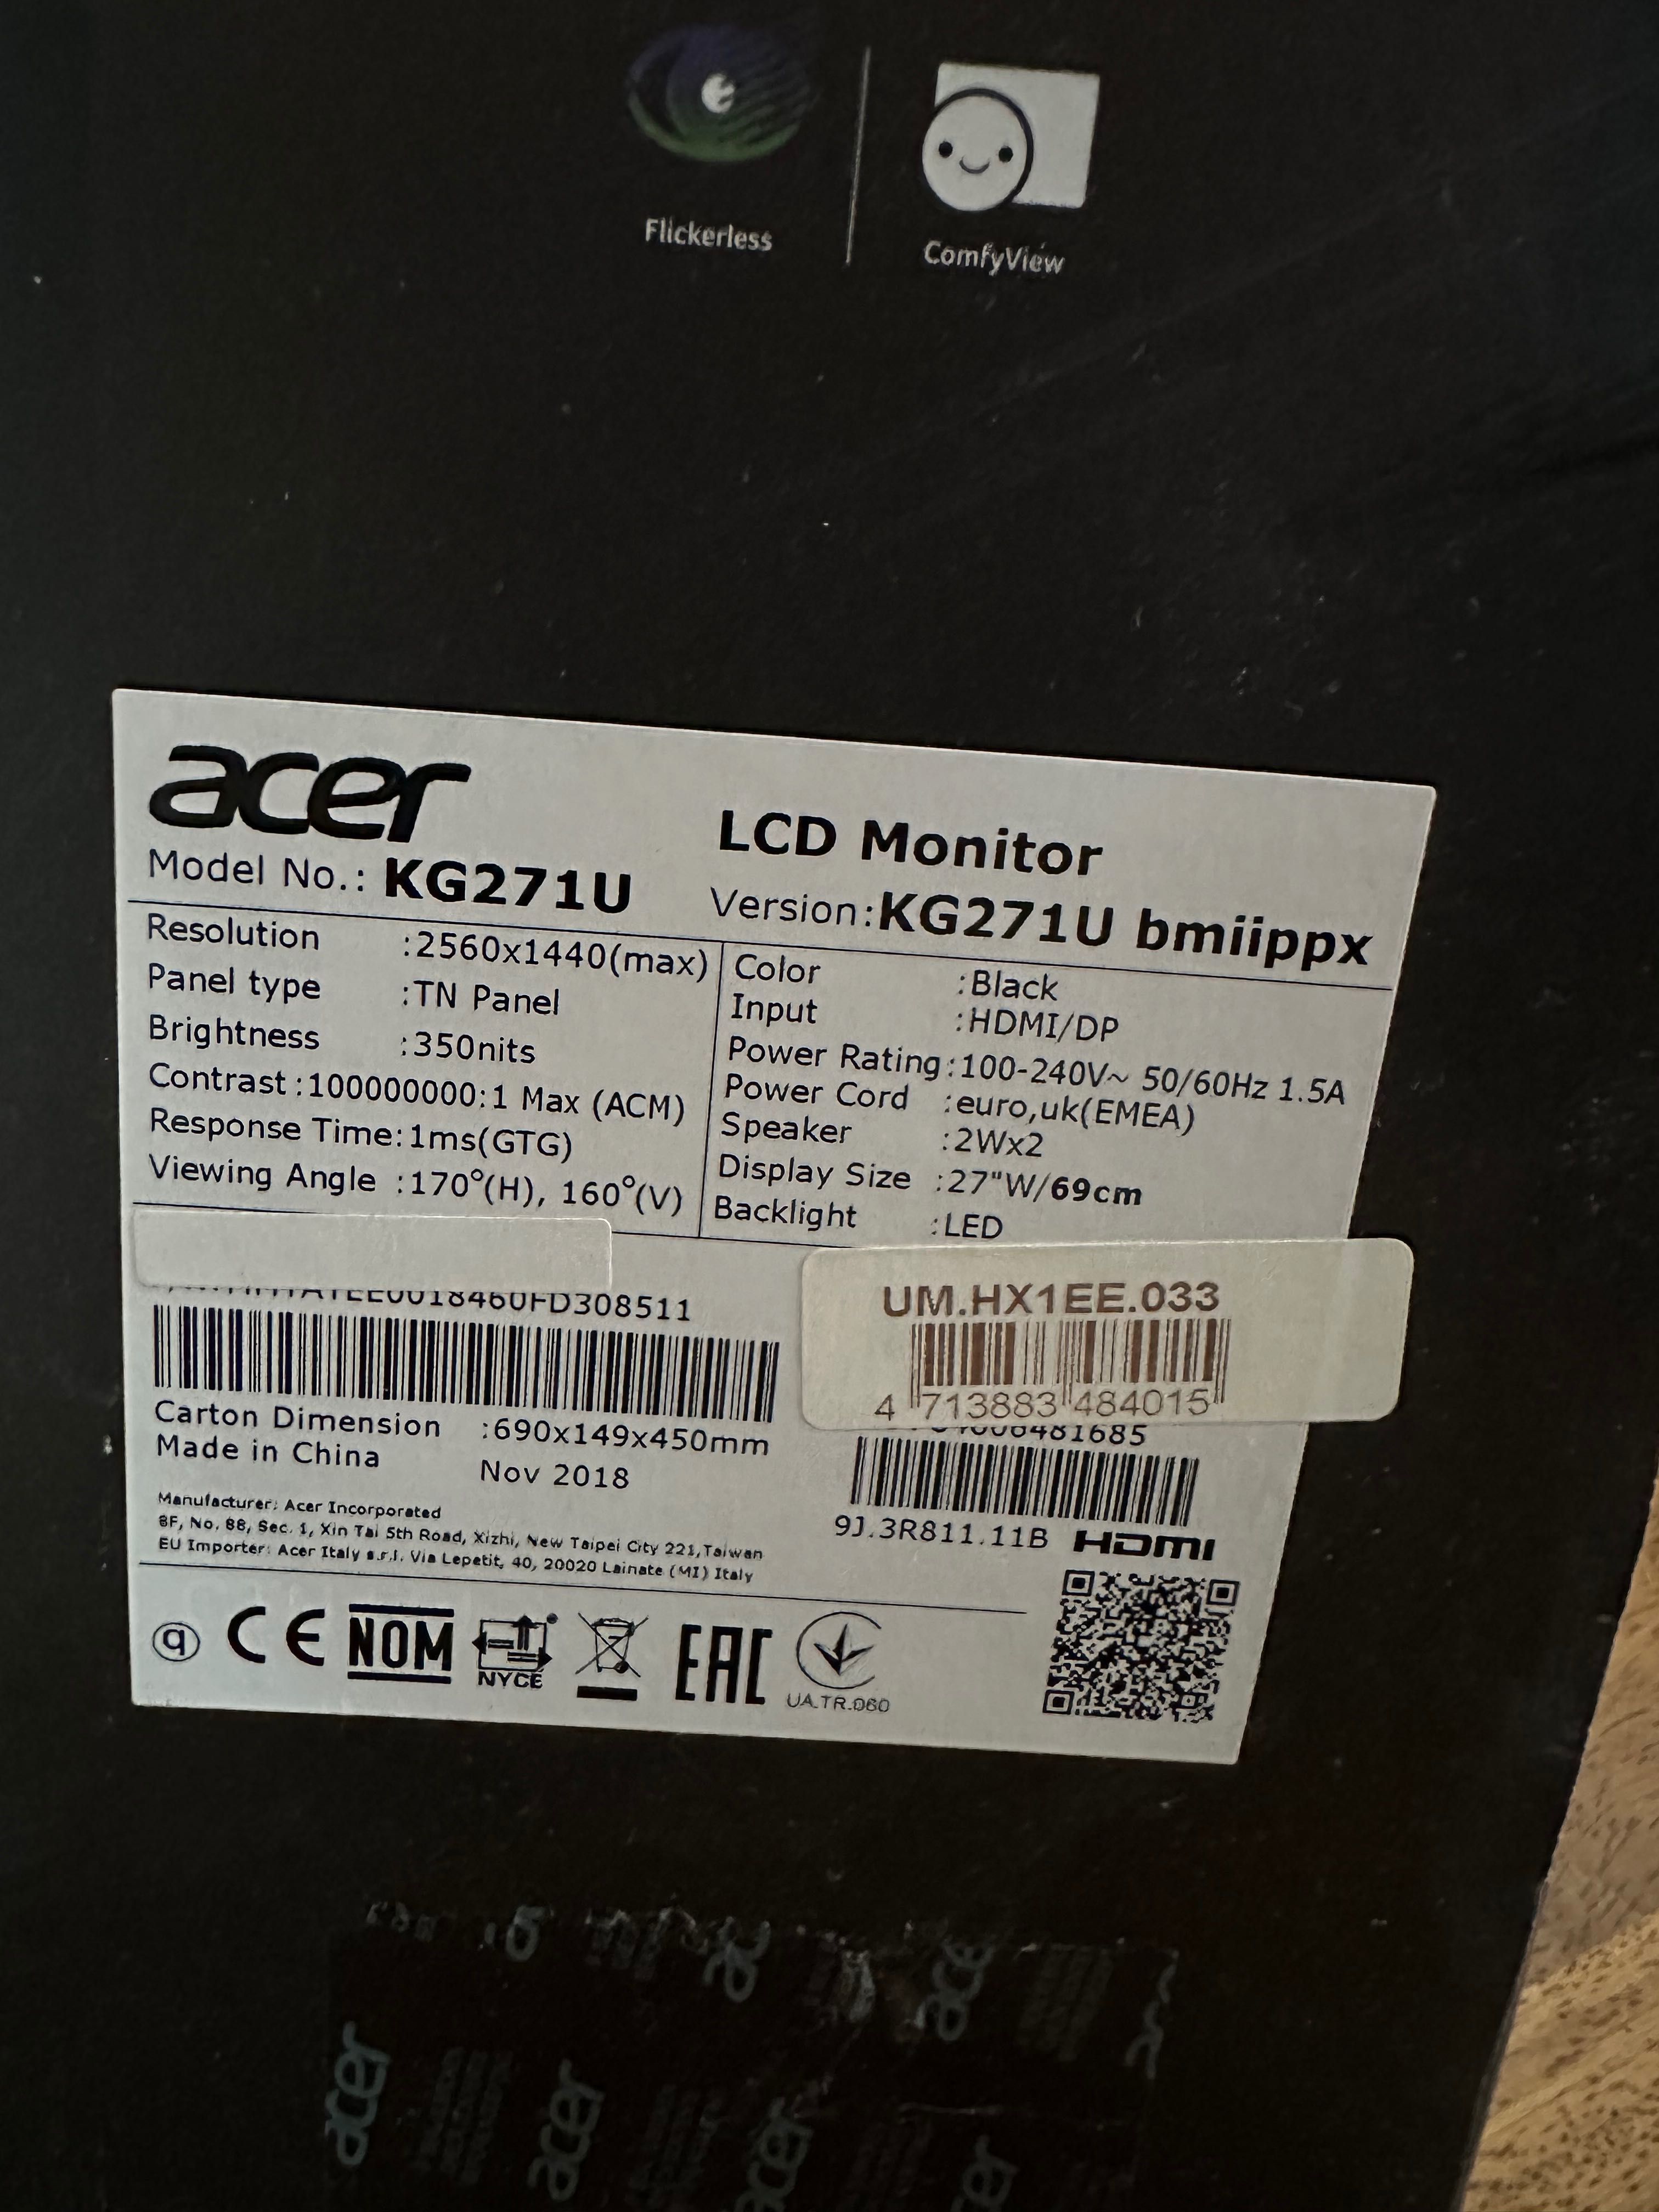 Flickerless
ComfyView
acer
LCD Monitor
Model No.: KG271U
Version:KG271U bmiippx
Resolution :2560x1440(max)
Panel type :TN Panel
Brightness :350nits
Contrast :100000000:1 Max (ACM)
Response Time:1ms(GTG)
Viewing Angle :170°(H), 160°(V)
Color :Black
Input :HDMI/DP
Power Rating:100-240V~ 50/60Hz 1.5A
Power Cord :euro,uk(EMEA)
Speaker :2Wx2
Display Size :27"W/69cm
Backlight :LED
UM.HX1EE.033
4 713883 484015
Carton Dimension :690x149x450mm
Made in China
Nov 2018
9J.3R811.11B HDMI
Manufacturer: Acer Incorporated
8F, No. 88, Sec. 1, Xin Tai 5th Road, Xizhi, New Taipei City 221,Taiwan
EU Importer: Acer Italy s.r.l. Via Lepetit, 40, 20020 Lainate (MI) Italy
q CE NOM NYCE EAC UA.TR.060
acer
acer
acer
acer